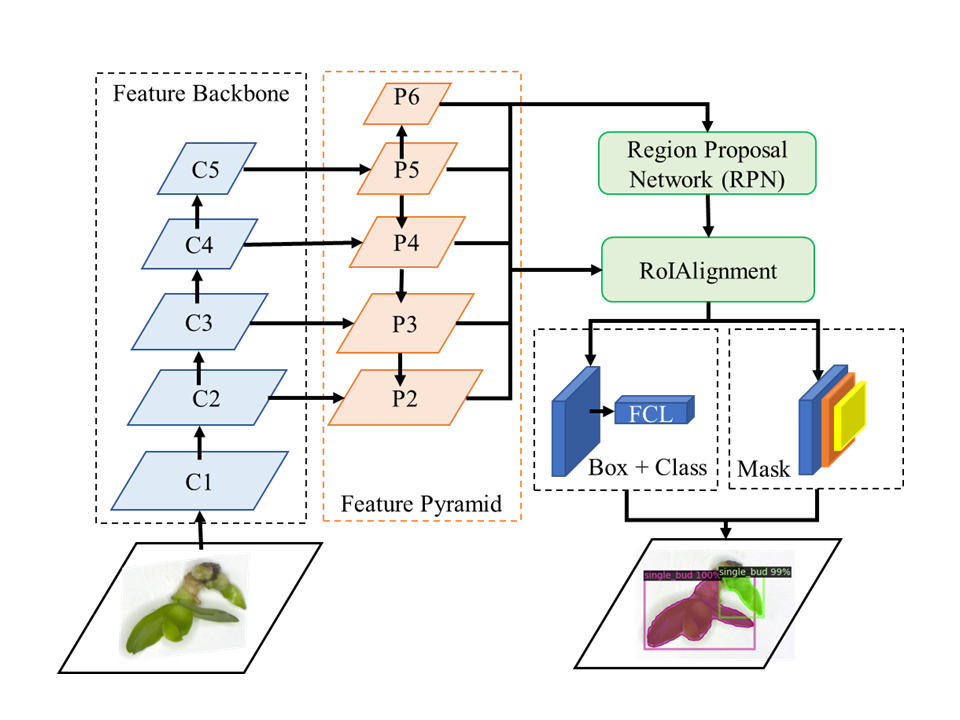 Feature Backbone
P6
C5
P5
Region Proposal
Network (RPN)
C4
P4
RoIAlignment
C3
P3
C2
P2
FCL
C1
Box + Class
Mask
Feature Pyramid
single_bud 100%
single_bud 99%